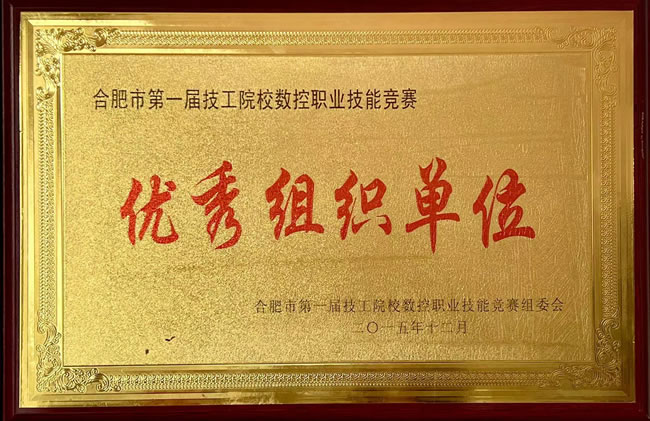 合肥市第一届技工院校数控职业技能竞赛
优秀组织单位
合肥市第一届技工院校数控职业技能竞赛组委会
二〇一五年十二月